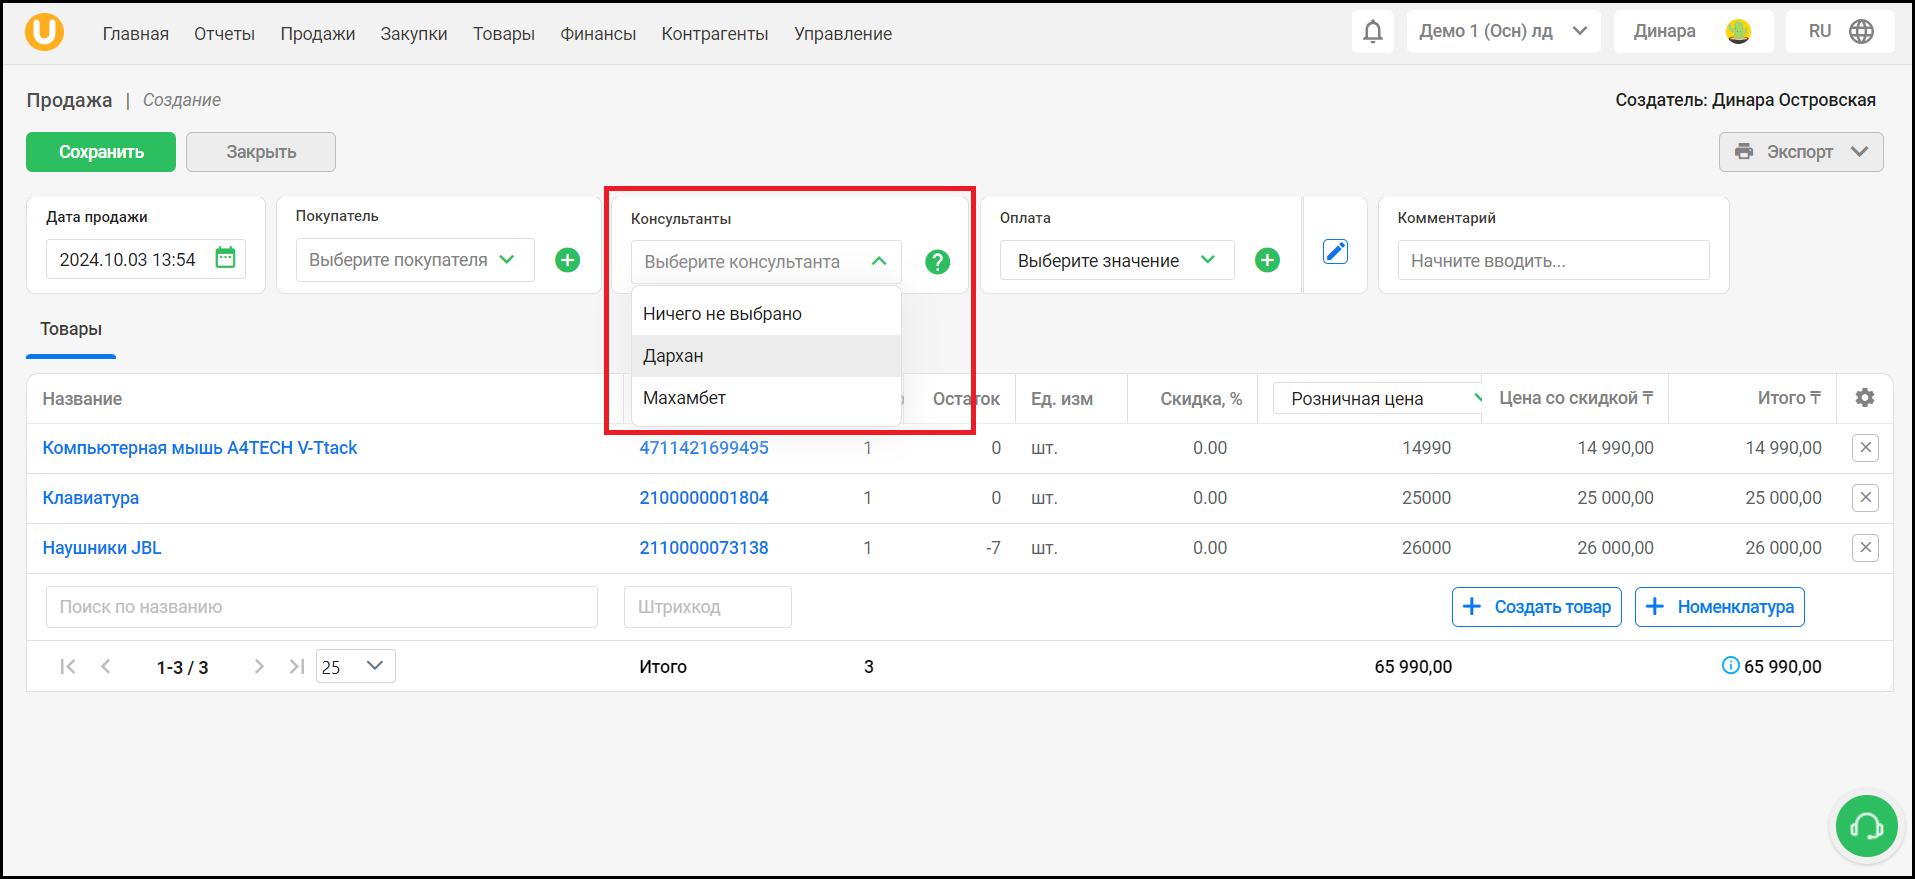 U Главная Отчеты Продажи Закупки Товары Финансы Контрагенты Управление Демо 1 (Осн) лд Динара RU
Продажа | Создание Создатель: Динара Островская
Сохранить Закрыть Экспорт
Дата продажи Покупатель Консультанты Оплата Комментарий
2024.10.03 13:54 Выберите покупателя Выберите консультанта Выберите значение Начните вводить...
Ничего не выбрано
Товары
Дархан
Махамбет
Название Остаток Ед. изм Скидка, % Розничная цена Цена со скидкой ₸ Итого ₸
Компьютерная мышь A4TECH V-Ttack 4711421699495 1 0 шт. 0.00 14990 14 990,00 14 990,00
Клавиатура 2100000001804 1 0 шт. 0.00 25000 25 000,00 25 000,00
Наушники JBL 2110000073138 1 -7 шт. 0.00 26000 26 000,00 26 000,00
Поиск по названию Штрихкод Создать товар Номенклатура
1-3 / 3 25 Итого 3 65 990,00 65 990,00